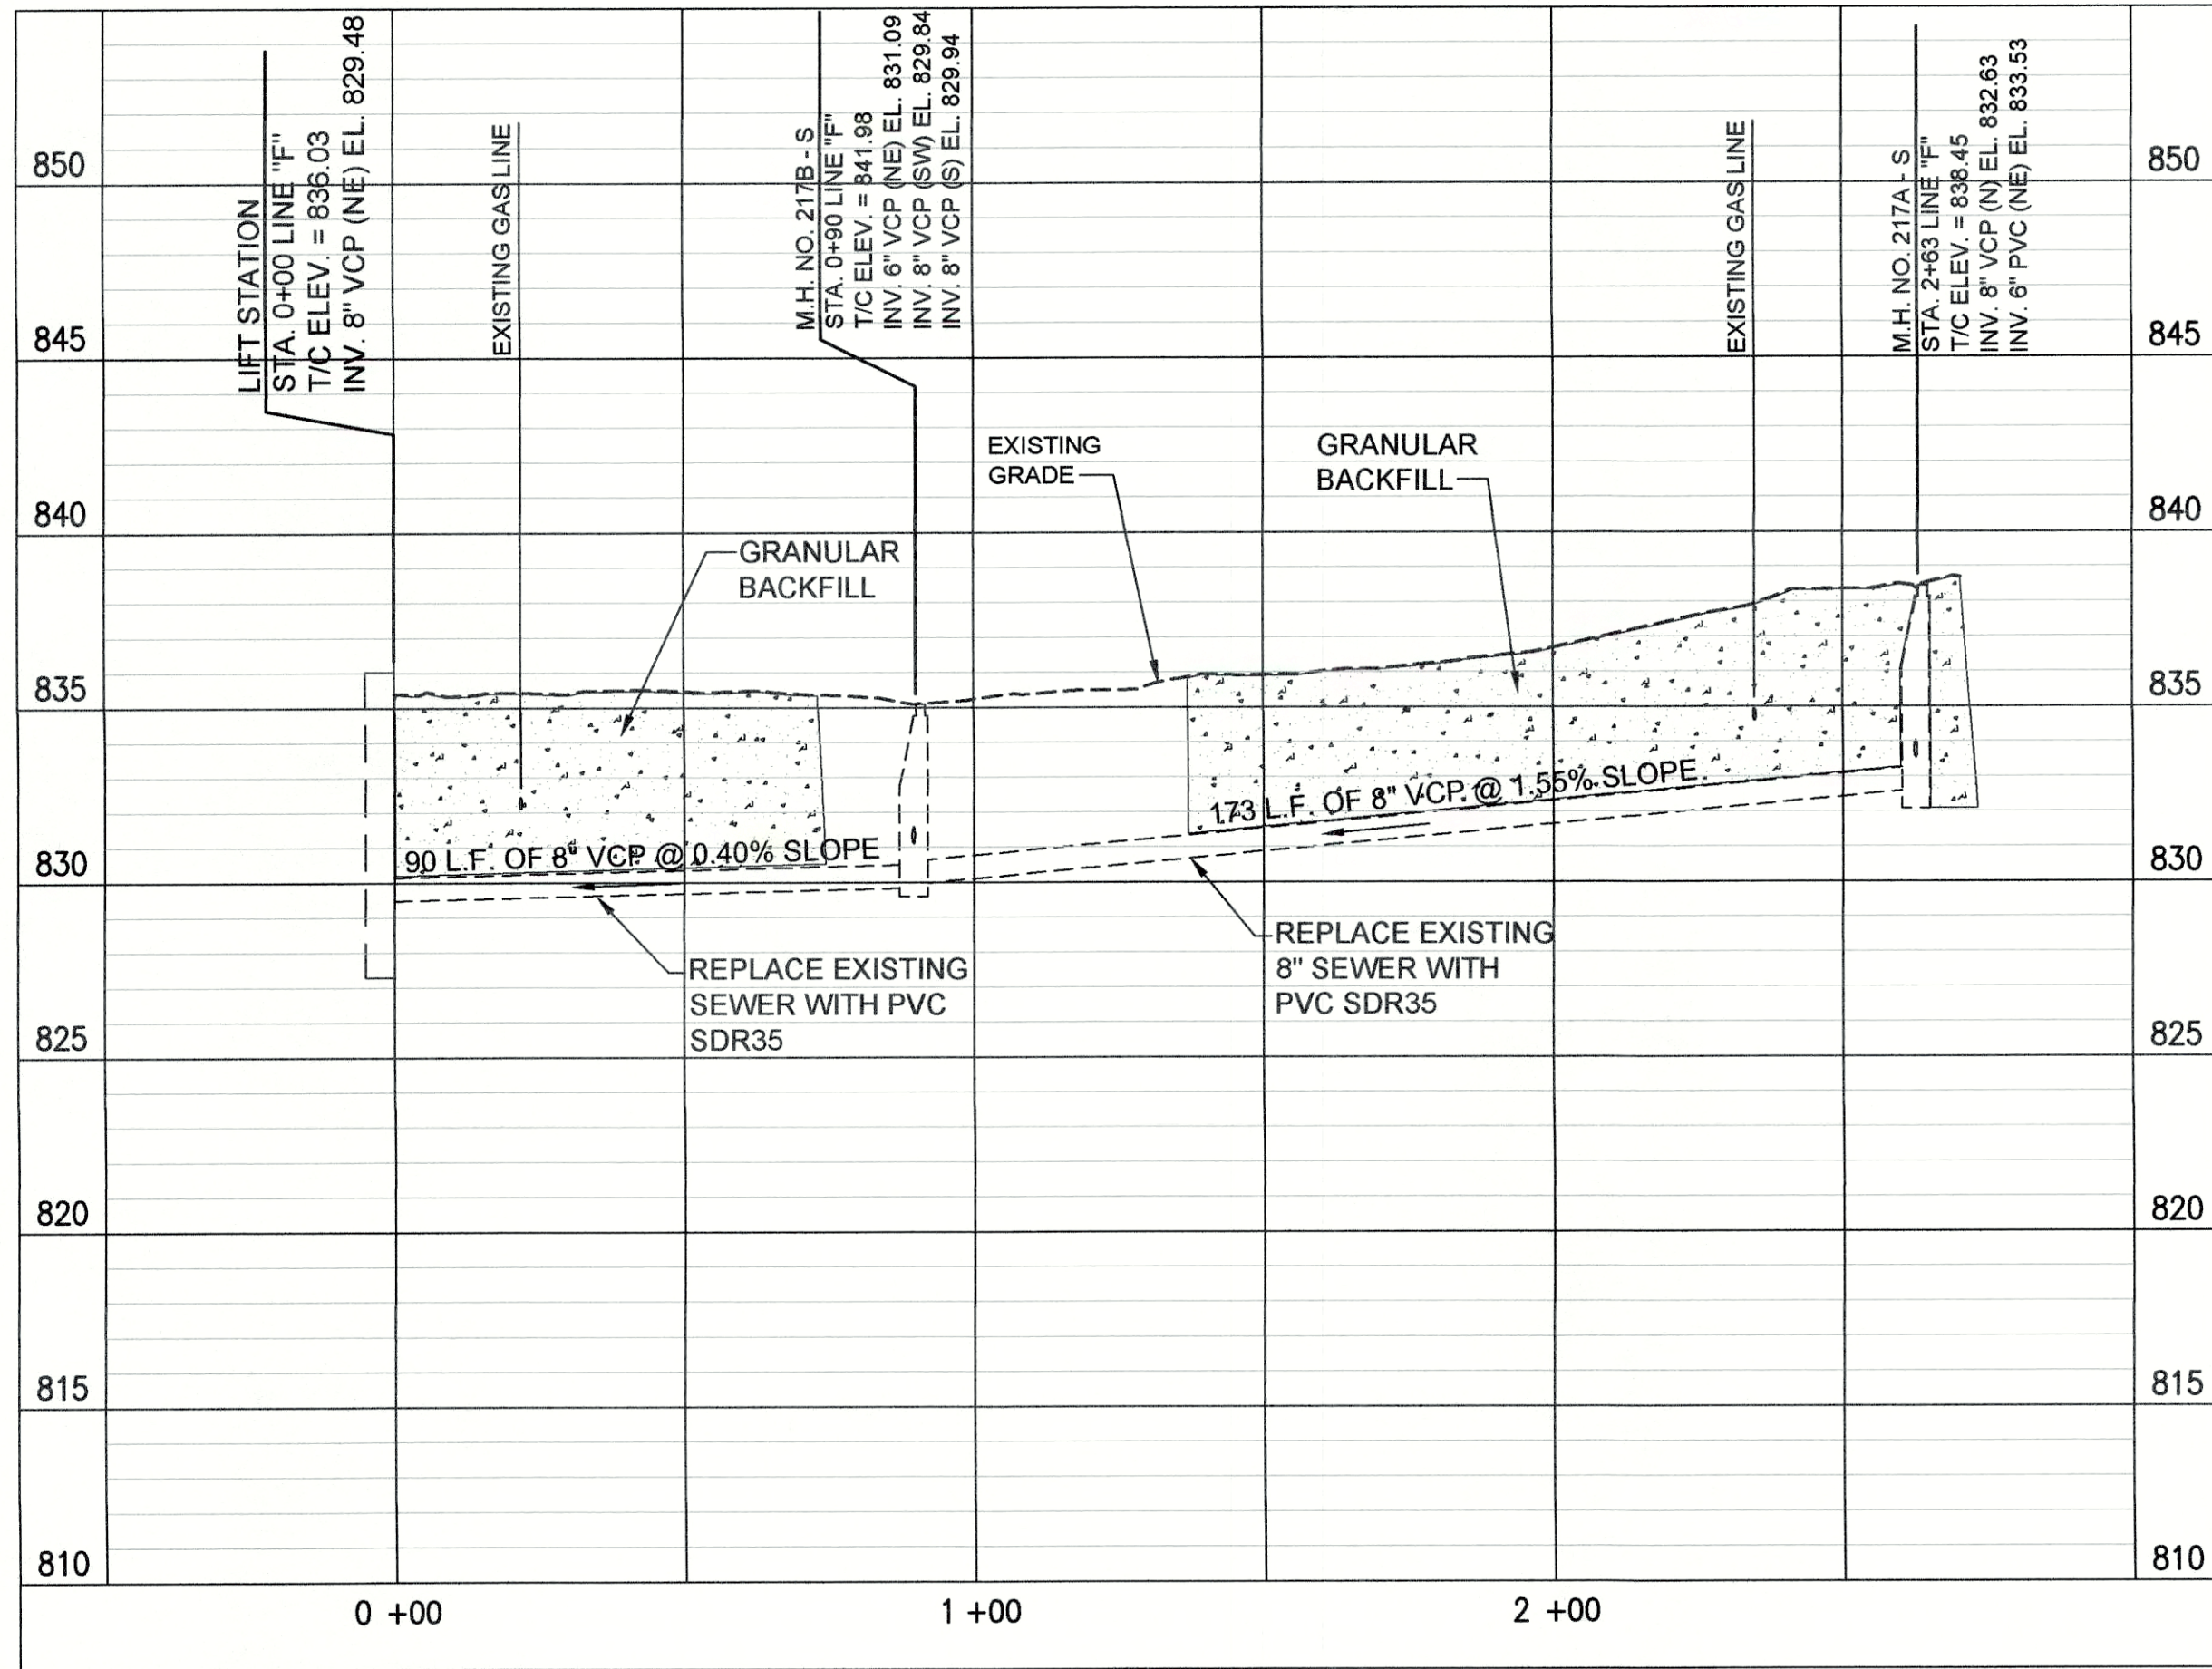 LIFT STATION
STA. 0+00 LINE "F"
T/C ELEV. = 836.03
INV. 8" VCP (NE) EL. 829.48
EXISTING GAS LINE
M.H. NO. 217B - S
STA. 0+90 LINE "F"
T/C ELEV. = 841.98
INV. 6" VCP (NE) EL. 831.09
INV. 8" VCP (SW) EL. 829.84
INV. 8" VCP (S) EL. 829.94
EXISTING GAS LINE
M.H. NO. 217A - S
STA. 2+63 LINE "F"
T/C ELEV. = 838.45
INV. 8" VCP (N) EL. 832.63
INV. 6" PVC (NE) EL. 833.53
850
850
845
845
EXISTING
GRADE
GRANULAR
BACKFILL
840
840
GRANULAR
BACKFILL
835
835
173 L.F. OF 8" VCP @ 1.55% SLOPE
90 L.F. OF 8" VCP @ 0.40% SLOPE
830
830
REPLACE EXISTING
8" SEWER WITH
PVC SDR35
REPLACE EXISTING
SEWER WITH PVC
SDR35
825
825
820
820
815
815
810
810
0 +00
1 +00
2 +00